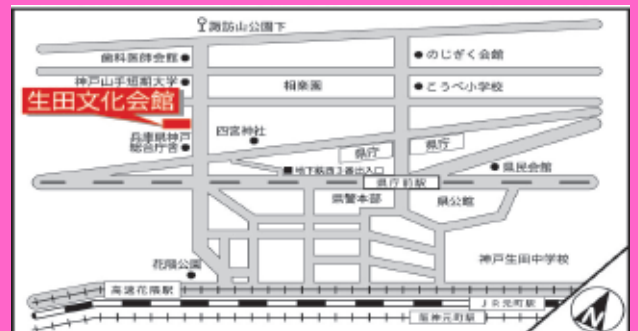 諏訪山公園下
歯科医師会館
のじぎく会館
神戸山手短期大学
相楽園
こうべ小学校
生田文化会館
兵庫県神戸
総合庁舎
四宮神社
県庁
県庁
地下鉄西3番出入口
県民会館
県庁前駅
県警本部
県公館
花隈公園
神戸生田中学校
高速花隈駅
JR元町駅
阪神元町駅
N